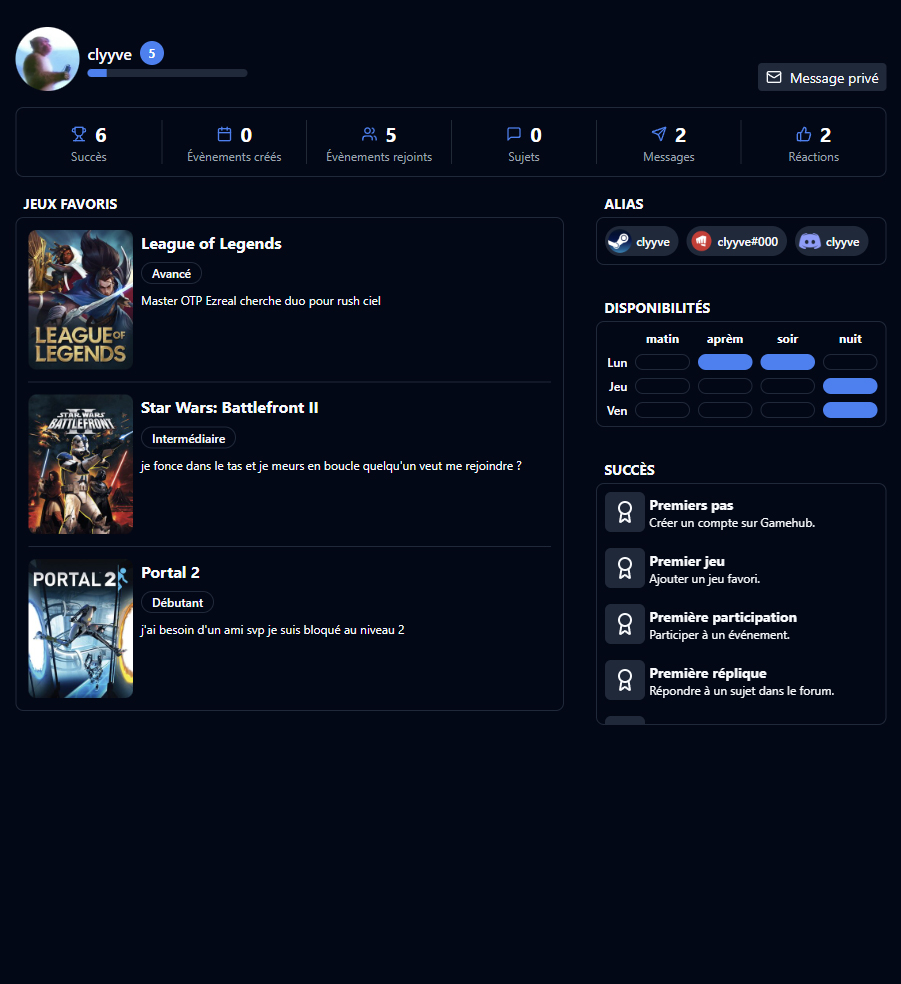 clyyve 5
Message privé
6
Succès
0
Évènements créés
5
Évènements rejoints
0
Sujets
2
Messages
2
Réactions
JEUX FAVORIS
LEAGUE OF
LEGENDS
League of Legends
Avancé
Master OTP Ezreal cherche duo pour rush ciel
STAR WARS
BATTLEFRONT
II
Star Wars: Battlefront II
Intermédiaire
je fonce dans le tas et je meurs en boucle quelqu'un veut me rejoindre ?
PORTAL 2
Portal 2
Débutant
j'ai besoin d'un ami svp je suis bloqué au niveau 2
ALIAS
clyyve clyyve#000 clyyve
DISPONIBILITÉS
matin aprèm soir nuit
Lun
Jeu
Ven
SUCCÈS
Premiers pas
Créer un compte sur Gamehub.
Premier jeu
Ajouter un jeu favori.
Première participation
Participer à un événement.
Première réplique
Répondre à un sujet dans le forum.